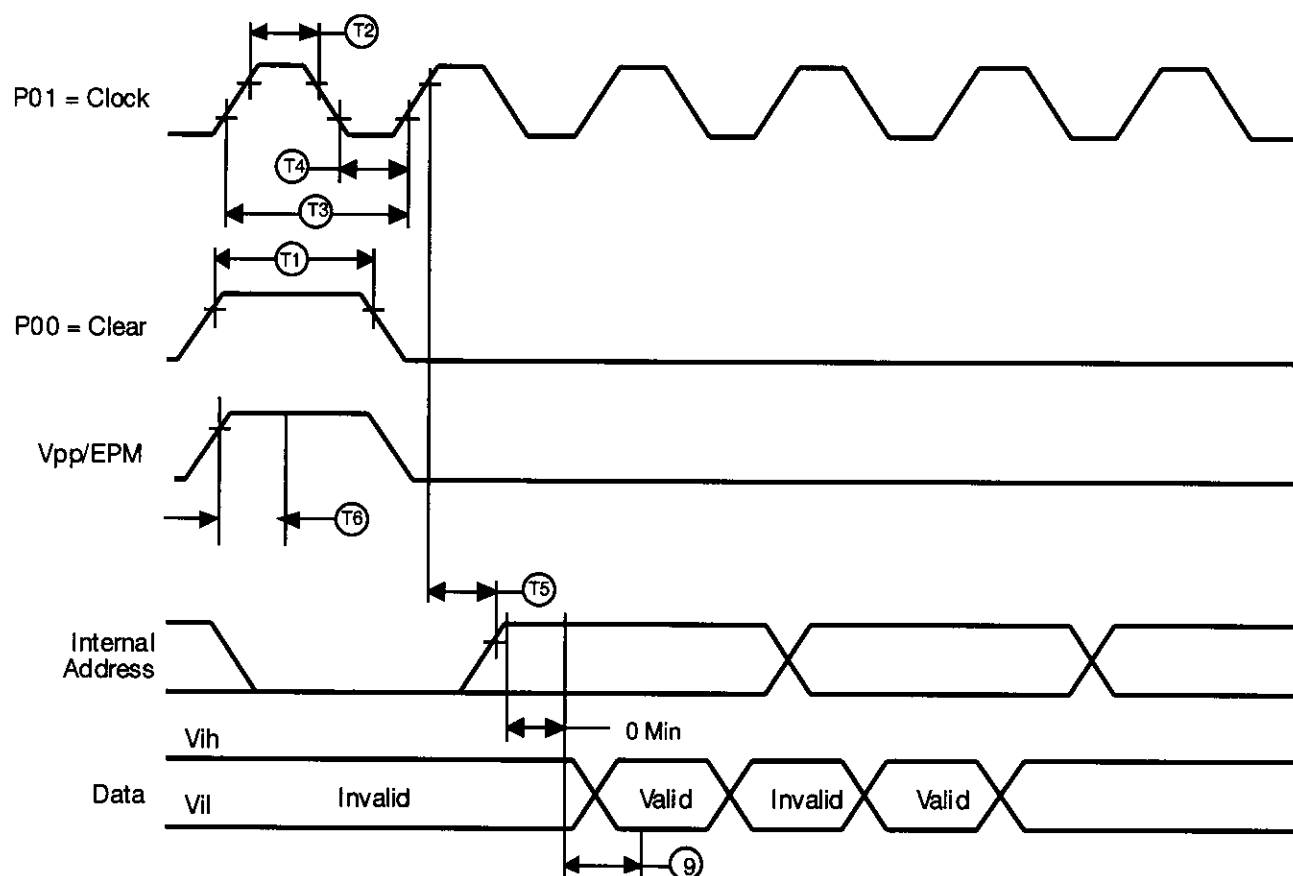 T2
P01 = Clock
T4
T3
T1
P00 = Clear
Vpp/EPM
T6
T5
Internal
Address
0 Min
Vih
Data
Vil
Invalid
Valid
Invalid
Valid
9